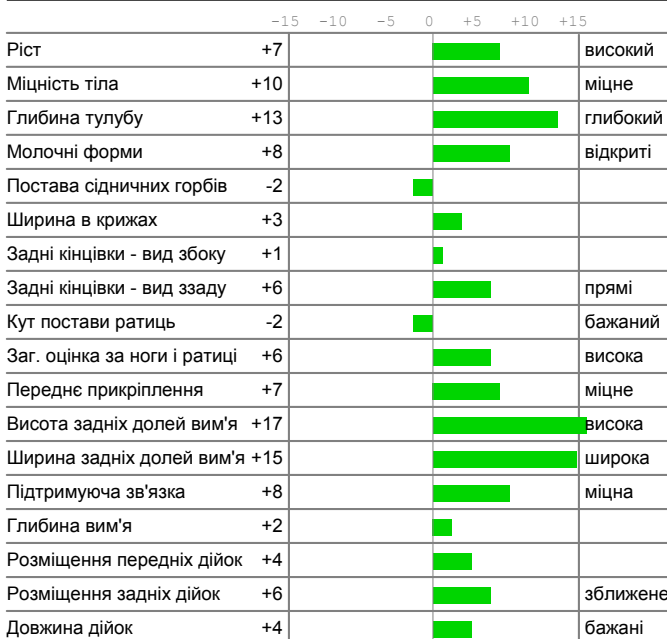 -15 -10 -5 0 +5 +10 +15
Ріст +7 високий
Міцність тіла +10 міцне
Глибина тулубу +13 глибокий
Молочні форми +8 відкриті
Постава сідничних горбів -2
Ширина в крижах +3
Задні кінцівки - вид збоку +1
Задні кінцівки - вид ззаду +6 прямі
Кут постави ратиць -2 бажаний
Заг. оцінка за ноги і ратиці +6 висока
Переднє прикріплення +7 міцне
Висота задніх долей вим'я +17 висока
Ширина задніх долей вим'я +15 широка
Підтримуюча зв'язка +8 міцна
Глибина вим'я +2
Розміщення передніх дійок +4
Розміщення задніх дійок +6 зближене
Довжина дійок +4 бажані